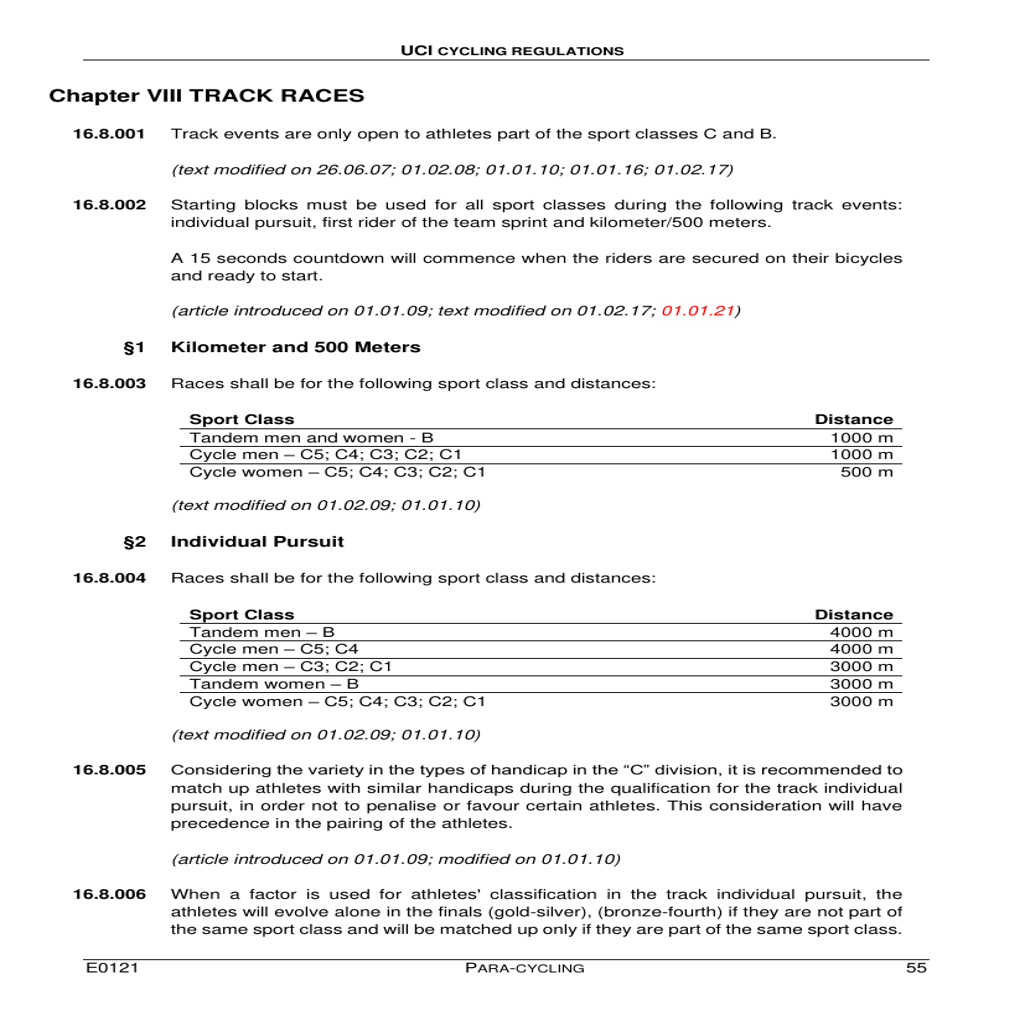 UCI CYCLING REGULATIONS
Chapter VIII TRACK RACES
16.8.001 Track events are only open to athletes part of the sport classes C and B.
(text modified on 26.06.07; 01.02.08; 01.01.10; 01.01.16; 01.02.17)
16.8.002 Starting blocks must be used for all sport classes during the following track events:
individual pursuit, first rider of the team sprint and kilometer/500 meters.
A 15 seconds countdown will commence when the riders are secured on their bicycles
and ready to start.
(article introduced on 01.01.09; text modified on 01.02.17; 01.01.21)
§1 Kilometer and 500 Meters
16.8.003 Races shall be for the following sport class and distances:
Sport Class Distance
Tandem men and women - B 1000 m
Cycle men – C5; C4; C3; C2; C1 1000 m
Cycle women – C5; C4; C3; C2; C1 500 m
(text modified on 01.02.09; 01.01.10)
§2 Individual Pursuit
16.8.004 Races shall be for the following sport class and distances:
Sport Class Distance
Tandem men – B 4000 m
Cycle men – C5; C4 4000 m
Cycle men – C3; C2; C1 3000 m
Tandem women – B 3000 m
Cycle women – C5; C4; C3; C2; C1 3000 m
(text modified on 01.02.09; 01.01.10)
16.8.005 Considering the variety in the types of handicap in the “C” division, it is recommended to
match up athletes with similar handicaps during the qualification for the track individual
pursuit, in order not to penalise or favour certain athletes. This consideration will have
precedence in the pairing of the athletes.
(article introduced on 01.01.09; modified on 01.01.10)
16.8.006 When a factor is used for athletes' classification in the track individual pursuit, the
athletes will evolve alone in the finals (gold-silver), (bronze-fourth) if they are not part of
the same sport class and will be matched up only if they are part of the same sport class.
E0121 PARA-CYCLING 55